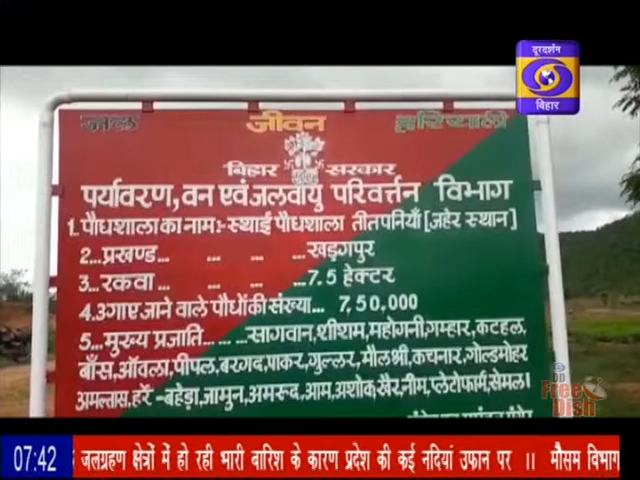 दूरदर्शन
बिहार
जल जीवन हरियाली
बिहार सरकार
पर्यावरण,वन एवंजलवायु परिवर्त्तन विभाग
1.पौधशालाकानाम:-स्थाई पौधशाला तीतपनियाँ [जहेर स्थान]
2...प्रखण्ड... ... ... ...खड़गपुर
3...रकवा... ... ... ...7.5 हेक्टर
4.उगाए जाने वाले पौधोंकी संख्या... 7,50,000
5...मुख्य प्रजाति... ...सागवान,शीशम,महोगनी,गम्हार,कटहल,
बाँस,आँवला,पीपल,बरगद,पाकर,गुल्लर,मौलश्री,कचनार,गोल्डमोहर
अमलतास,हर्रे-बहेड़ा,जामुन,अमरूद,आम,अशोक,खैर,नीम,प्लेटोफार्म,सेमल।
DD
Free
Dish
07:42 जलग्रहण क्षेत्रों में हो रही भारी बारिश के कारण प्रदेश की कई नदियां उफान पर ॥ मौसम विभाग